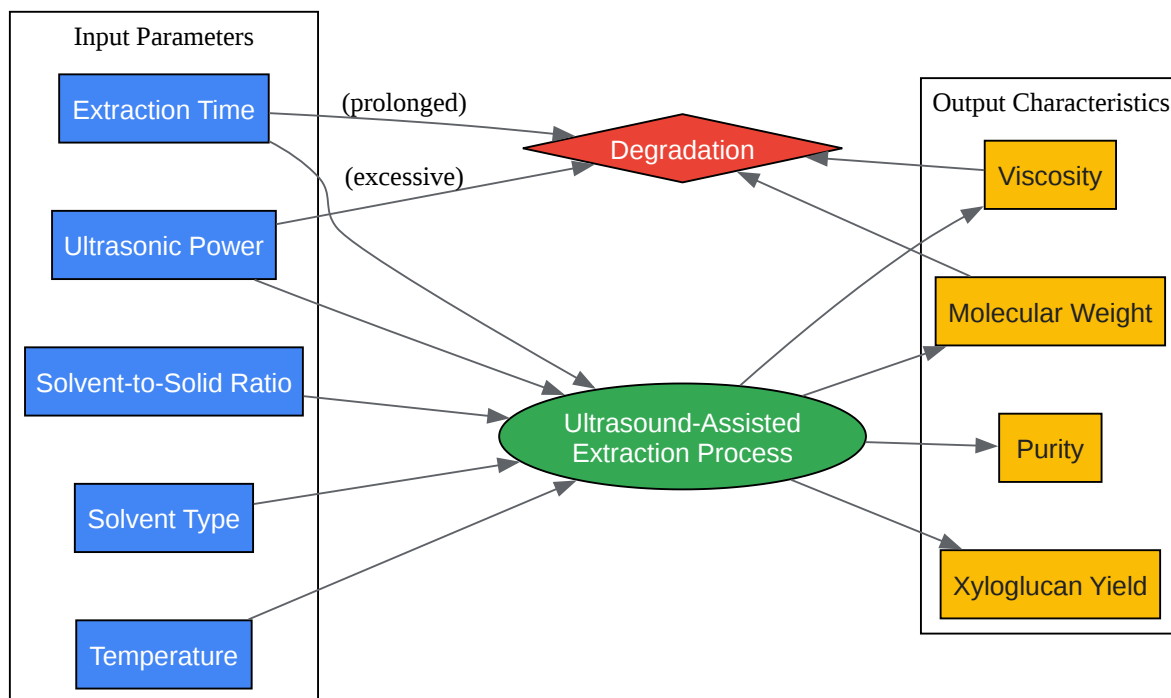 Input Parameters
Extraction Time
Ultrasonic Power
Solvent-to-Solid Ratio
Solvent Type
Temperature
(prolonged)
(excessive)
Degradation
Ultrasound-Assisted
Extraction Process
Output Characteristics
Viscosity
Molecular Weight
Purity
Xyloglucan Yield